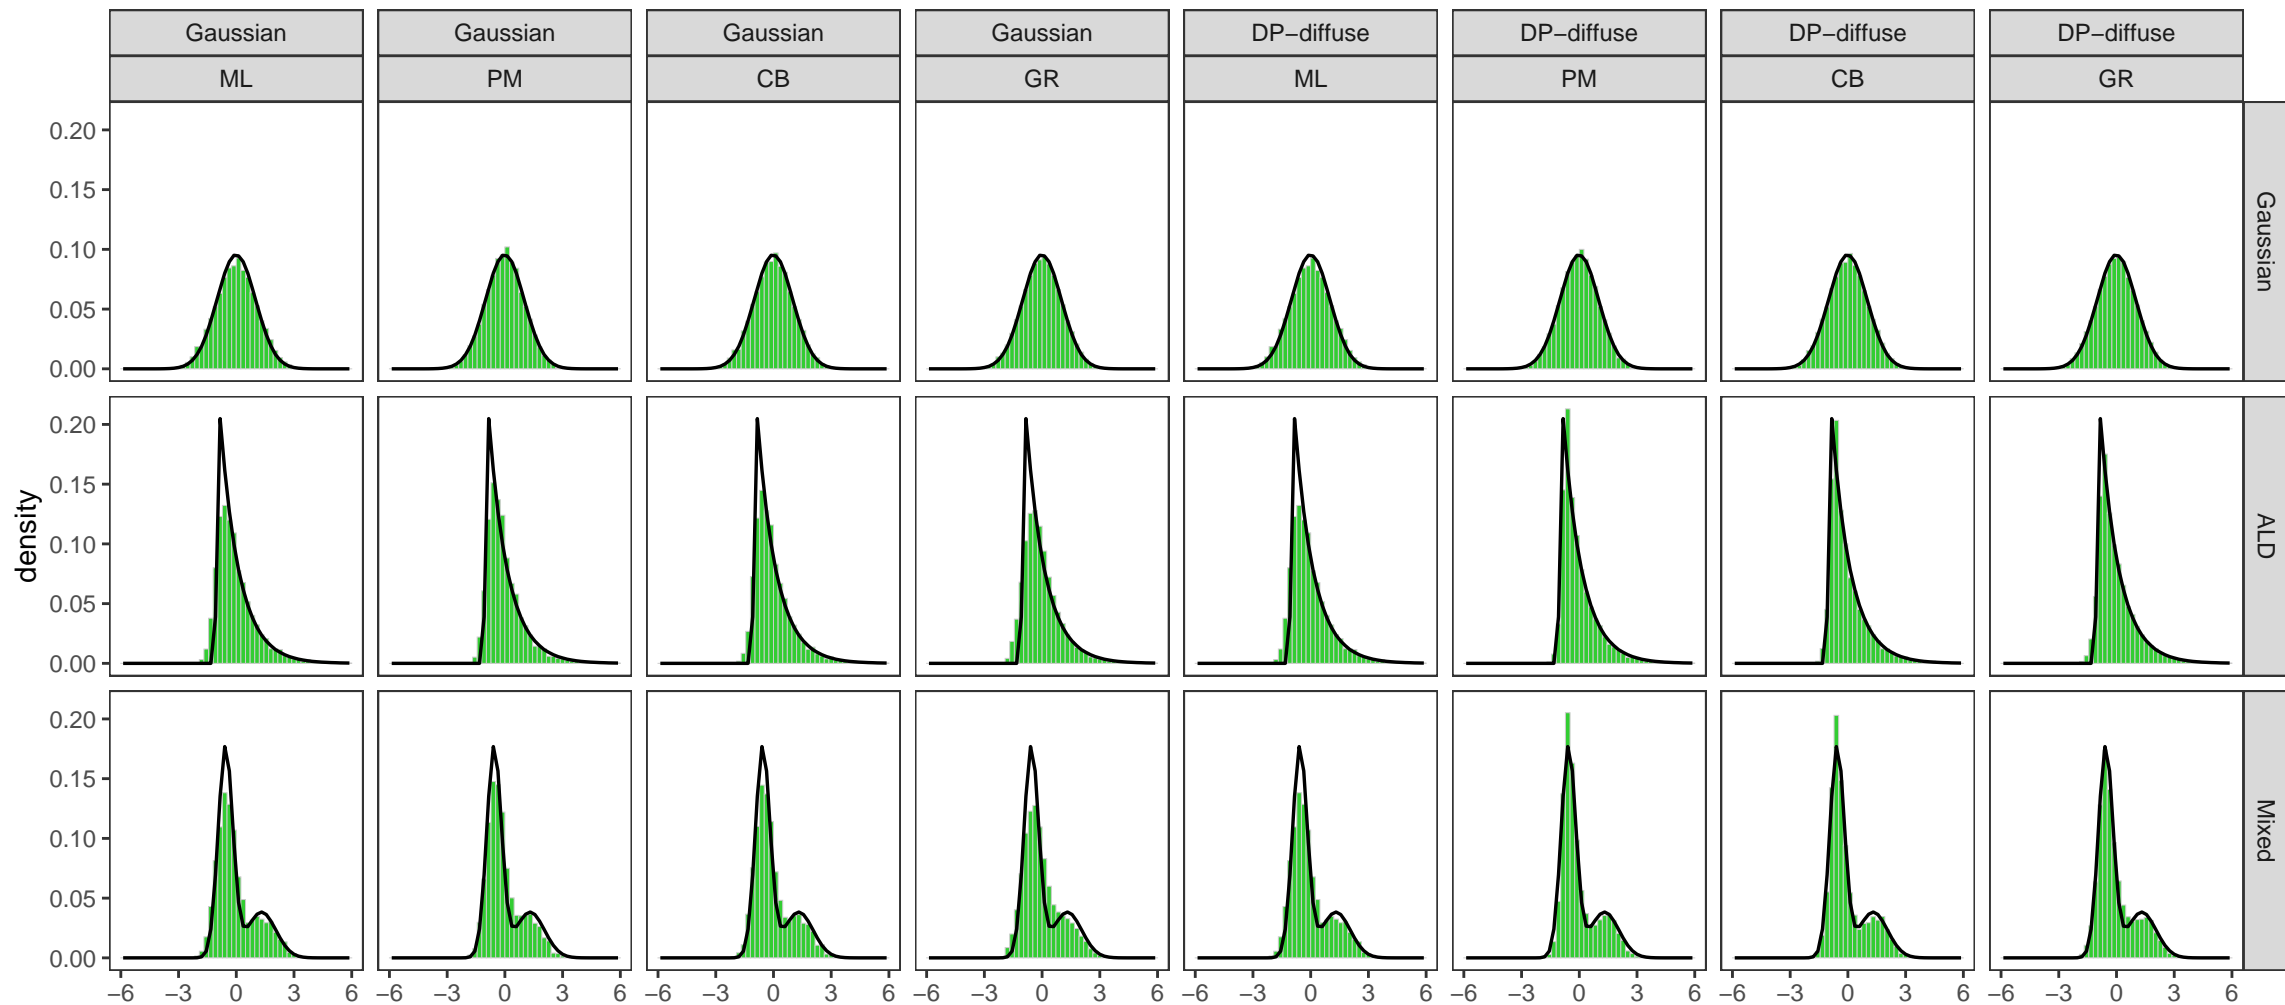 Gaussian Gaussian Gaussian Gaussian DP−diffuse DP−diffuse DP−diffuse DP−diffuse
ML PM CB GR ML PM CB GR
0.20
0.15
0.10
0.05
0.00
Gaussian
0.20
0.15
0.10
0.05
0.00
ALD
density
0.20
0.15
0.10
0.05
0.00
Mixed
−6 −3 0 3 6 −6 −3 0 3 6 −6 −3 0 3 6 −6 −3 0 3 6 −6 −3 0 3 6 −6 −3 0 3 6 −6 −3 0 3 6 −6 −3 0 3 6